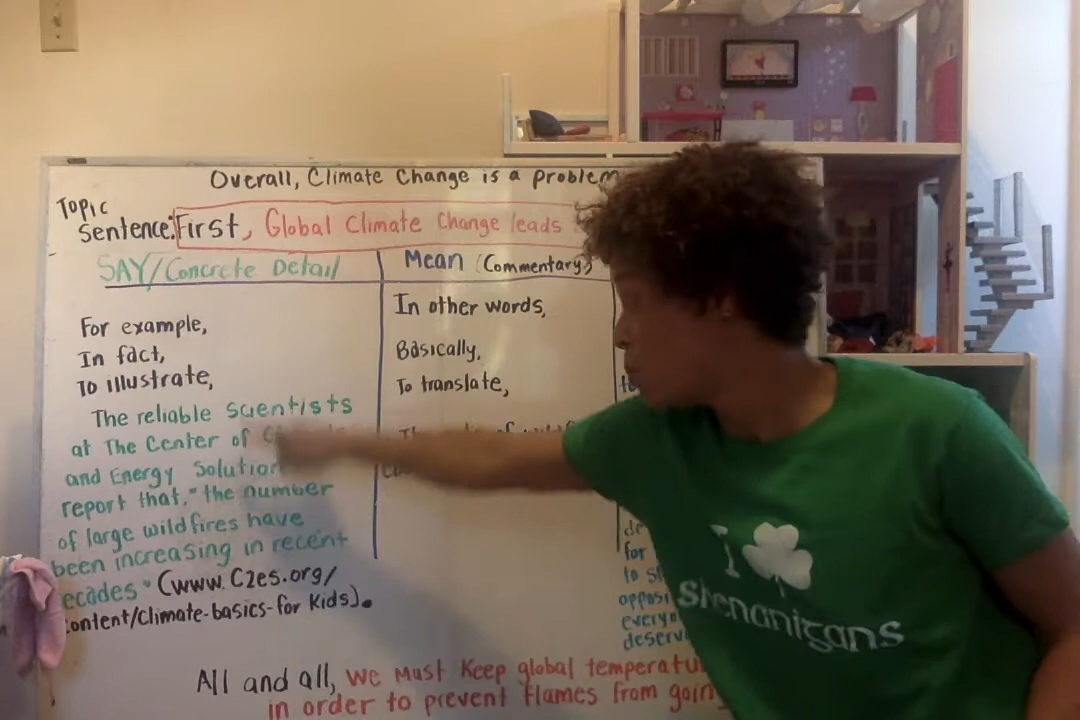 Overall, Climate Change is a problem
Topic
Sentence: First, Global Climate Change leads
SAY/Concrete Detail
Mean (Commentary)
For example,
In fact,
To illustrate,
The reliable scientists
at The Center of
and Energy Solution
report that, "the number
of large wildfires have
been increasing in recent
ecades" (www.C2es.org/
content/Climate-basics-for Kids).
In other words,
Basically,
To translate,
for
everyo
deserv
All and all, we Must Keep global temperatu
in order to prevent flames from goin
I
Shenanigans